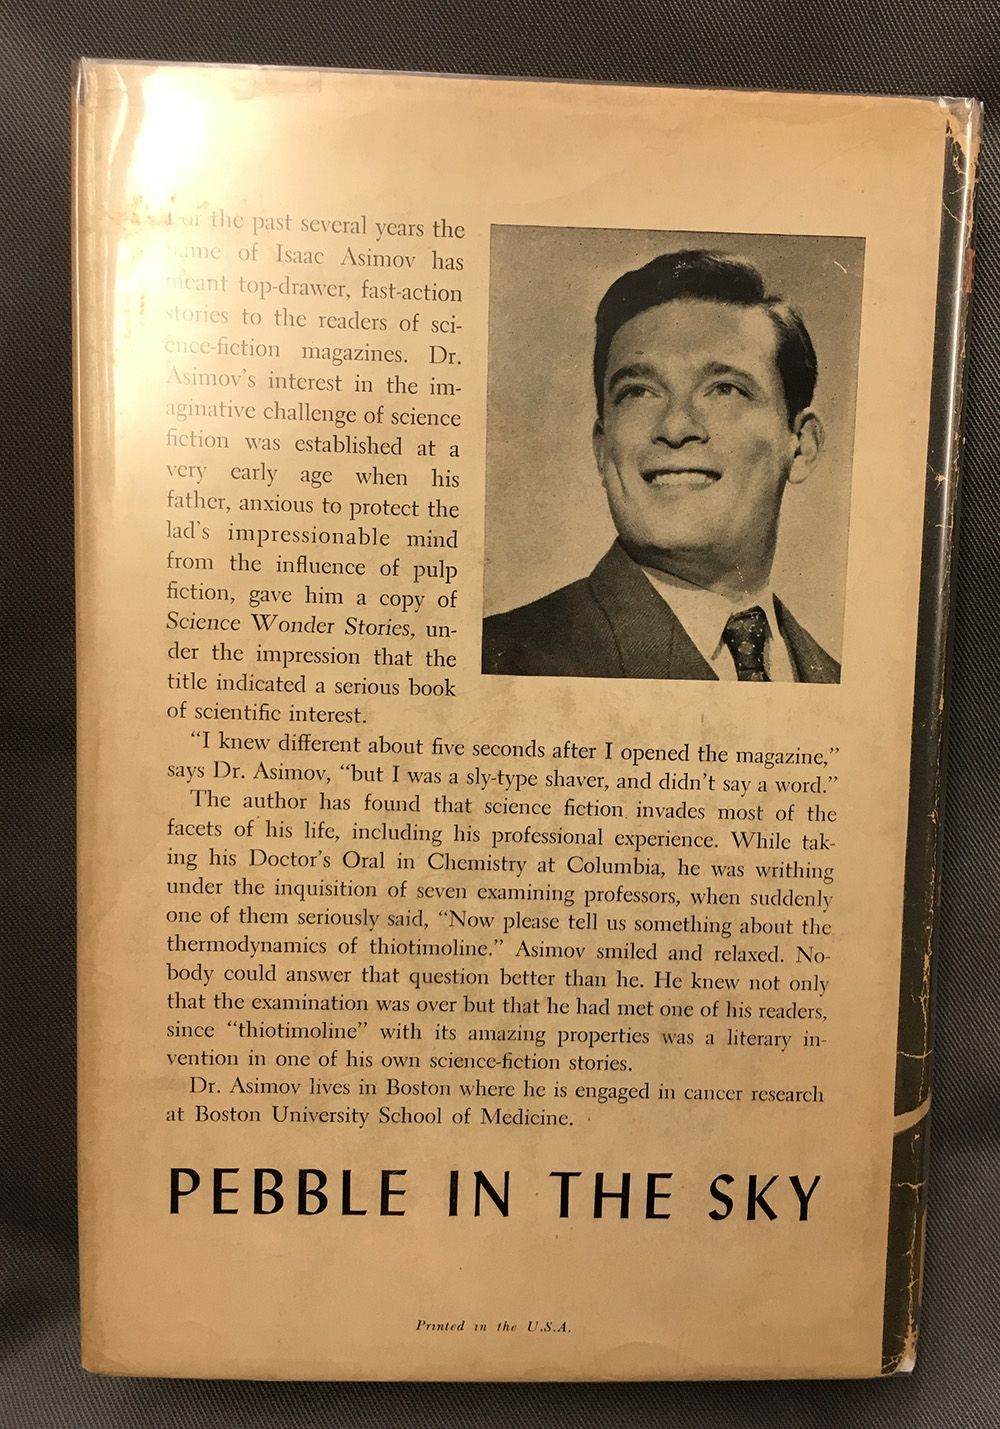 For the past several years the
name of Isaac Asimov has
meant top-drawer, fast-action
stories to the readers of sci-
ence-fiction magazines. Dr.
Asimov's interest in the im-
aginative challenge of science
fiction was established at a
very early age when his
father, anxious to protect the
lad's impressionable mind
from the influence of pulp
fiction, gave him a copy of
Science Wonder Stories, un-
der the impression that the
title indicated a serious book
of scientific interest.
“I knew different about five seconds after I opened the magazine,”
says Dr. Asimov, “but I was a sly-type shaver, and didn't say a word.”
The author has found that science fiction invades most of the
facets of his life, including his professional experience. While tak-
ing his Doctor's Oral in Chemistry at Columbia, he was writhing
under the inquisition of seven examining professors, when suddenly
one of them seriously said, “Now please tell us something about the
thermodynamics of thiotimoline.” Asimov smiled and relaxed. No-
body could answer that question better than he. He knew not only
that the examination was over but that he had met one of his readers,
since “thiotimoline” with its amazing properties was a literary in-
vention in one of his own science-fiction stories.
Dr. Asimov lives in Boston where he is engaged in cancer research
at Boston University School of Medicine.
PEBBLE IN THE SKY
Printed in the U.S.A.